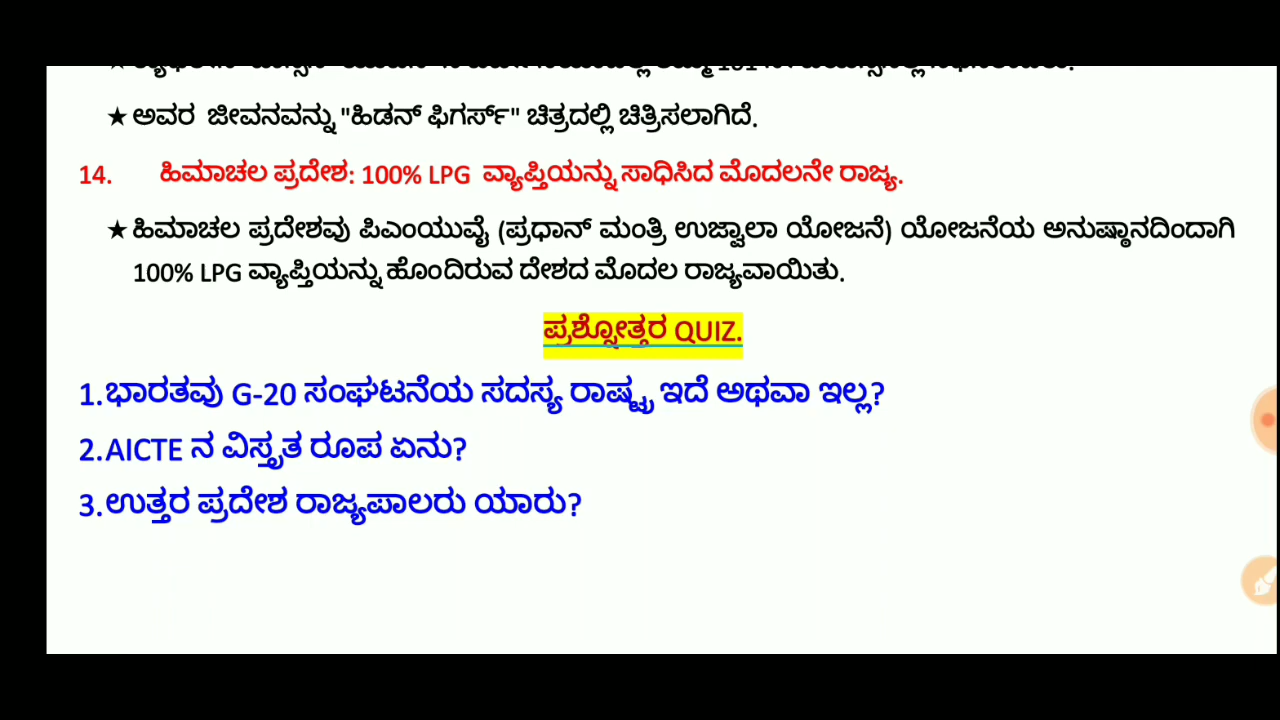 ★ಅವರ ಜೀವನವನ್ನು "ಹಿಡನ್ ಫಿಗರ್ಸ್" ಚಿತ್ರದಲ್ಲಿ ಚಿತ್ರಿಸಲಾಗಿದೆ.
14. ಹಿಮಾಚಲ ಪ್ರದೇಶ: 100% LPG ವ್ಯಾಪ್ತಿಯನ್ನು ಸಾಧಿಸಿದ ಮೊದಲನೇ ರಾಜ್ಯ.
★ಹಿಮಾಚಲ ಪ್ರದೇಶವು ಪಿಎಂಯುವೈ (ಪ್ರಧಾನ್ ಮಂತ್ರಿ ಉಜ್ವಾಲಾ ಯೋಜನೆ) ಯೋಜನೆಯ ಅನುಷ್ಠಾನದಿಂದಾಗಿ
100% LPG ವ್ಯಾಪ್ತಿಯನ್ನು ಹೊಂದಿರುವ ದೇಶದ ಮೊದಲ ರಾಜ್ಯವಾಯಿತು.
ಪ್ರಶ್ನೋತ್ತರ QUIZ.
1.ಭಾರತವು G-20 ಸಂಘಟನೆಯ ಸದಸ್ಯ ರಾಷ್ಟ್ರ ಇದೆ ಅಥವಾ ಇಲ್ಲ?
2.AICTE ನ ವಿಸ್ತೃತ ರೂಪ ಏನು?
3.ಉತ್ತರ ಪ್ರದೇಶ ರಾಜ್ಯಪಾಲರು ಯಾರು?